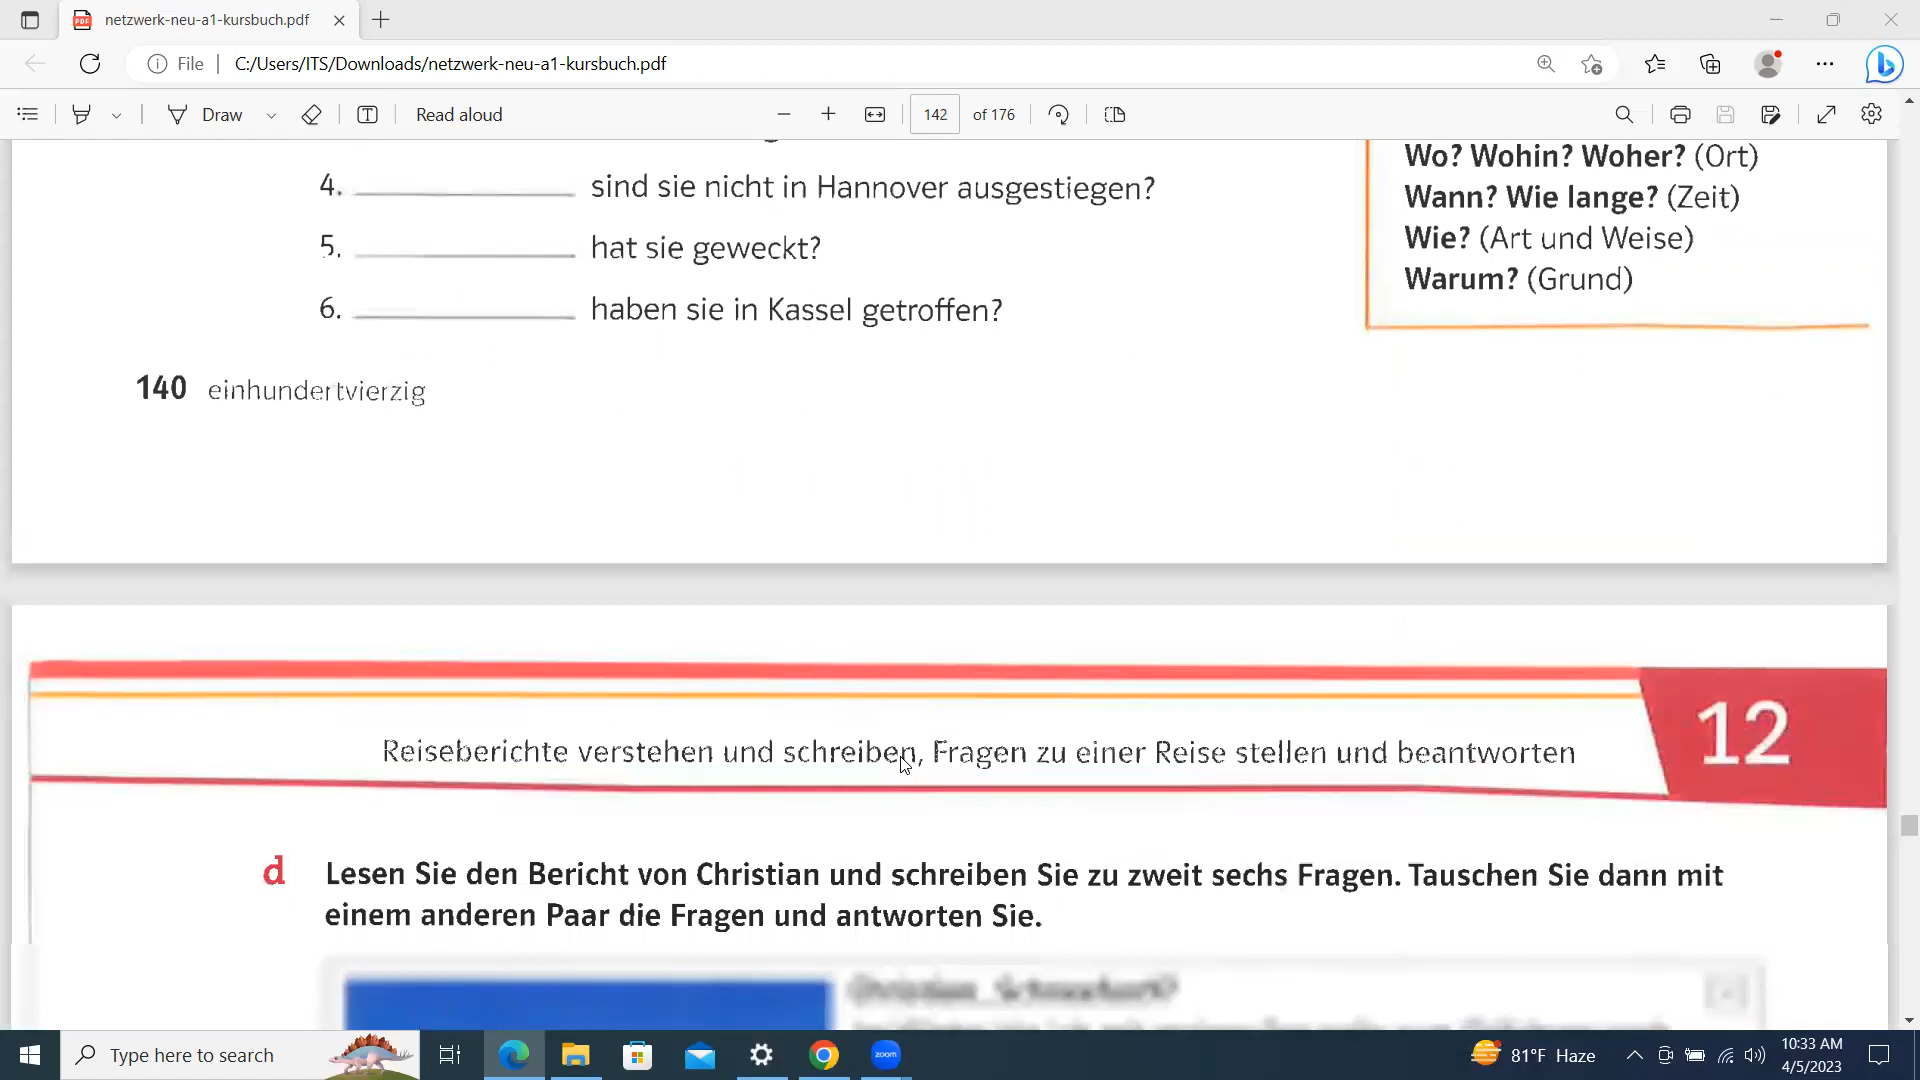 netzwerk-neu-a1-kursbuch.pdf
File C:/Users/ITS/Downloads/netzwerk-neu-a1-kursbuch.pdf
Draw Read aloud 142 of 176
Wo? Wohin? Woher? (Ort)
4. __________ sind sie nicht in Hannover ausgestiegen?
Wann? Wie lange? (Zeit)
Wie? (Art und Weise)
5. __________ hat sie geweckt?
Warum? (Grund)
6. __________ haben sie in Kassel getroffen?
140 einhundertvierzig
12
Reiseberichte verstehen und schreiben, Fragen zu einer Reise stellen und beantworten
d Lesen Sie den Bericht von Christian und schreiben Sie zu zweit sechs Fragen. Tauschen Sie dann mit
einem anderen Paar die Fragen und antworten Sie.
Type here to search
zoom
81°F Haze
10:33 AM
4/5/2023